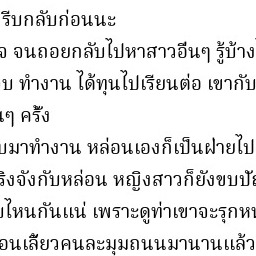 รีบกลับก่อนนะ
จ จนถอยกลับไปหาสาวอื่นๆ รู้บ้าง
บ ทำงาน ได้ทุนไปเรียนต่อ เขากับ
นๆ ครั้ง
บมาทำงาน หล่อนเองก็เป็นฝ่ายไป
ริงจังกับหล่อน หญิงสาวก็ยังขบปั
ไหนกันแน่ เพราะดูท่าเขาจะรุกห
อนเลี้ยวคนละมุมถนนมานานแล้ว